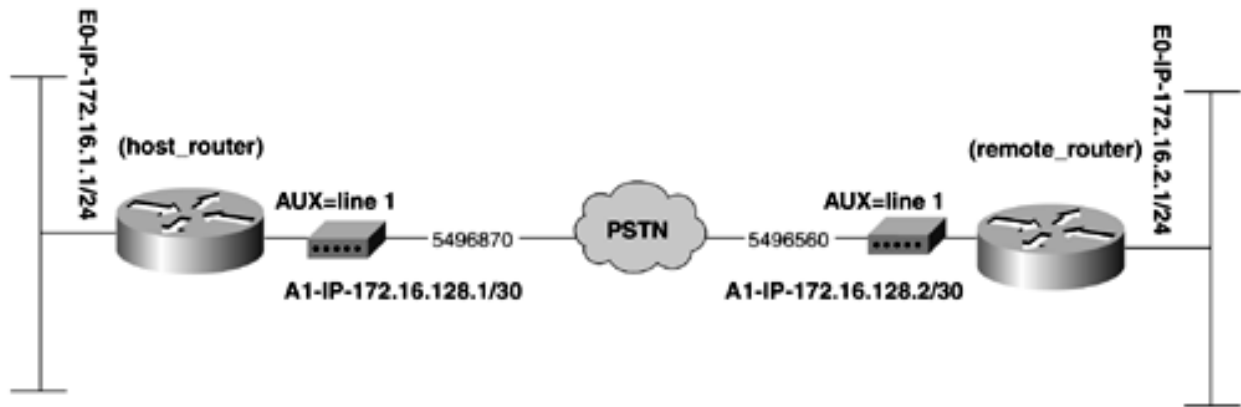 E0-IP-172.16.1.1/24
(host_router)
AUX=line 1
5496870
A1-IP-172.16.128.1/30
PSTN
(remote_router)
AUX=line 1
5496560
A1-IP-172.16.128.2/30
E0-IP-172.16.2.1/24